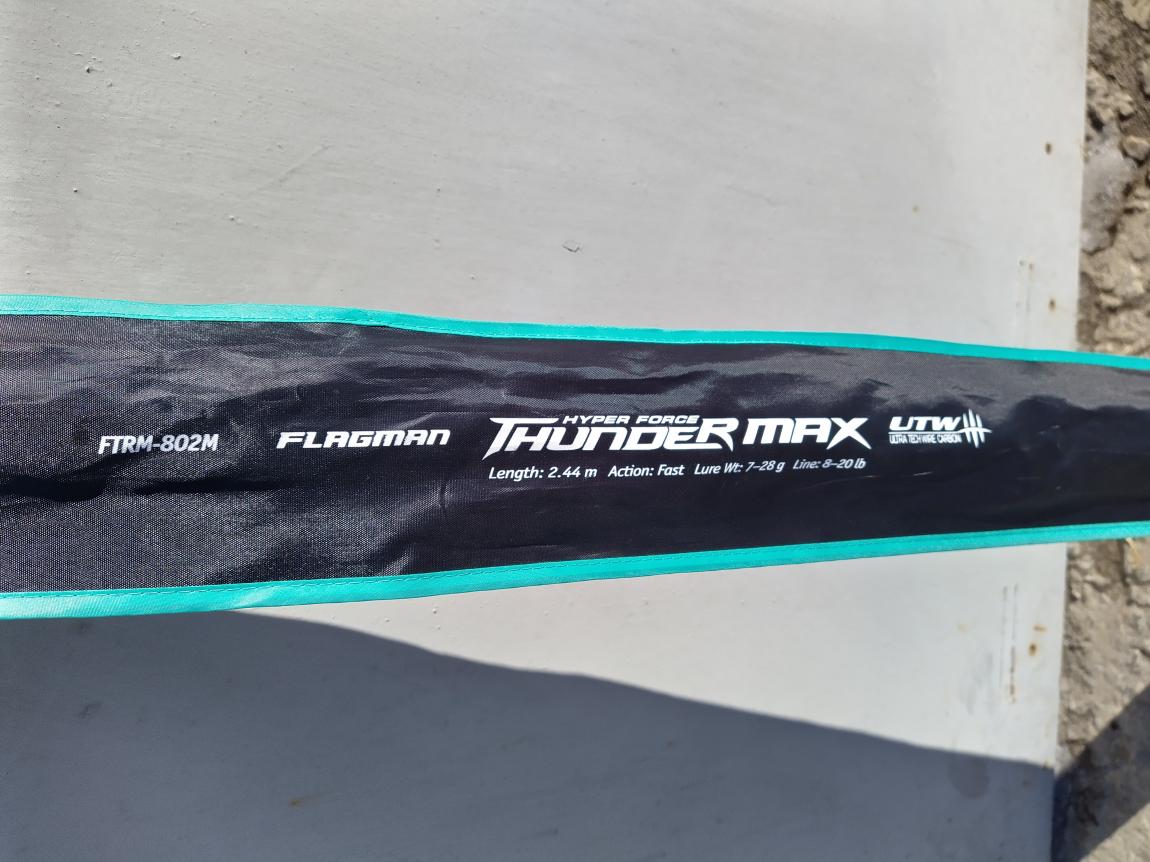 FTRM-802M
FLAGMAN
HYPER FORCE
THUNDER MAX
Length: 2.44 m Action: Fast Lure Wt: 7–28 g Line: 8–20 lb
UTW
ULTRA TECH WIRE CARBON